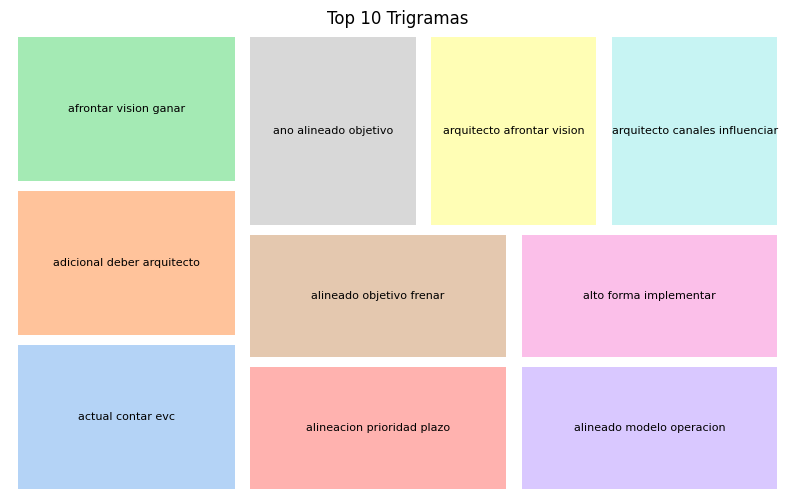 Top 10 Trigramas
afrontar vision ganar
ano alineado objetivo
arquitecto afrontar vision
arquitecto canales influenciar
adicional deber arquitecto
alineado objetivo frenar
alto forma implementar
actual contar evc
alineacion prioridad plazo
alineado modelo operacion